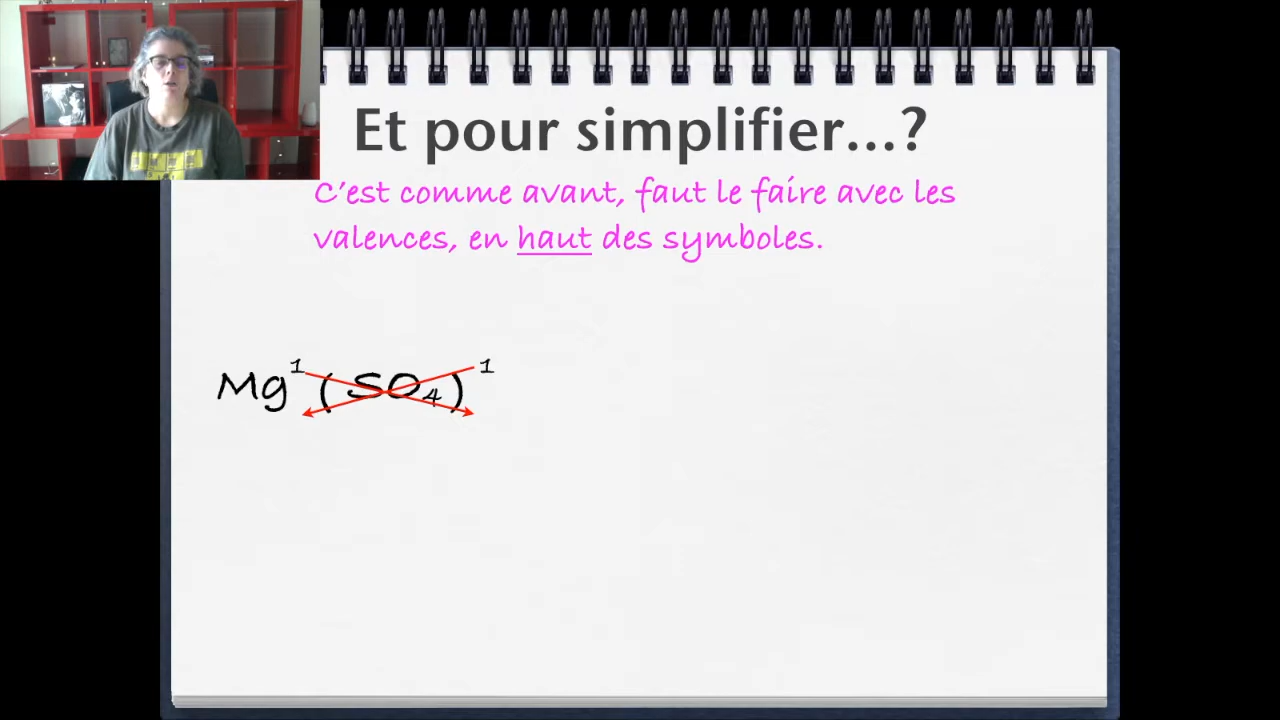 Et pour simplifier...?
C'est comme avant, faut le faire avec les
valences, en haut des symboles.
Mg¹ (SO₄)¹